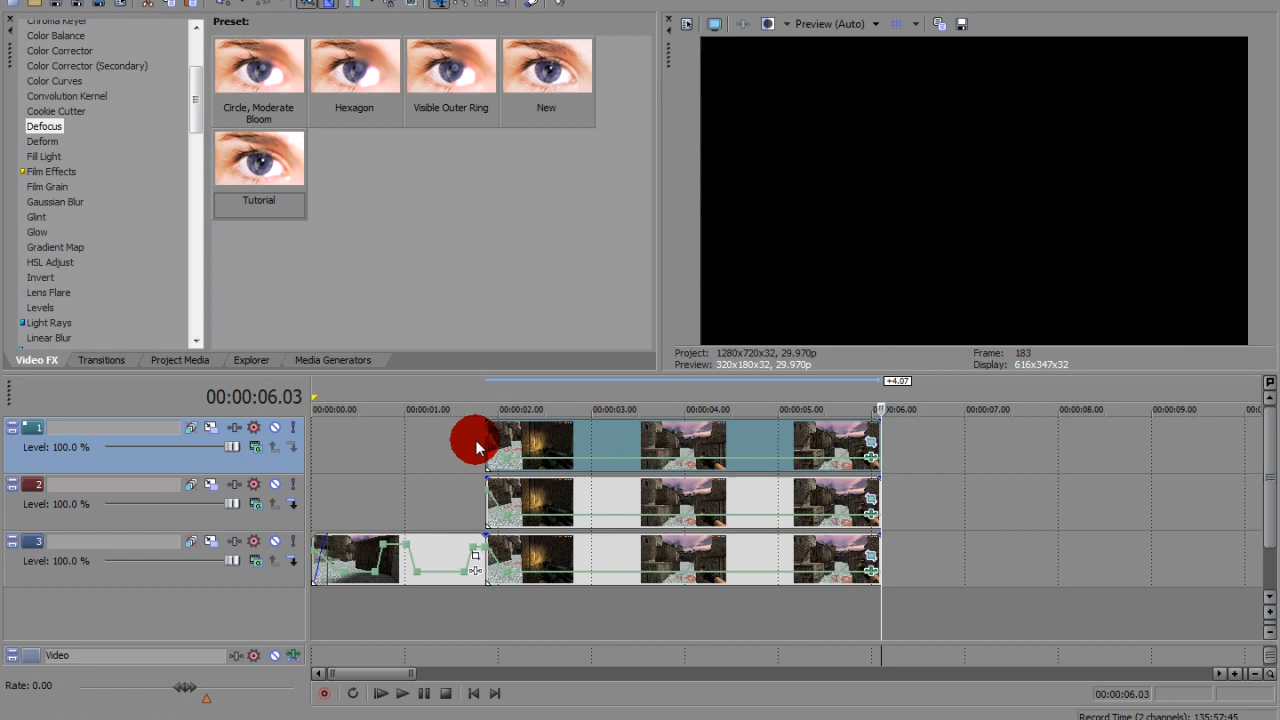 Chroma Keyer
Color Balance
Color Corrector
Color Corrector (Secondary)
Color Curves
Convolution Kernel
Cookie Cutter
Defocus
Deform
Fill Light
Film Effects
Film Grain
Gaussian Blur
Glint
Glow
Gradient Map
HSL Adjust
Invert
Lens Flare
Levels
Light Rays
Linear Blur
Preset:
Circle, Moderate
Bloom
Hexagon
Visible Outer Ring
New
Tutorial
Video FX
Transitions
Project Media
Explorer
Media Generators
Preview (Auto)
Project: 1280x720x32, 29.970p
Preview: 320x180x32, 29.970p
Frame: 183
Display: 616x347x32
00:00:06.03
+4.07
00:00:00.00
00:00:01.00
00:00:02.00
00:00:03.00
00:00:04.00
00:00:05.00
00:00:06.00
00:00:07.00
00:00:08.00
00:00:09.00
1
Level: 100.0 %
2
Level: 100.0 %
3
Level: 100.0 %
Video
Rate: 0.00
00:00:06.03
Record Time (2 channels): 135:57:45